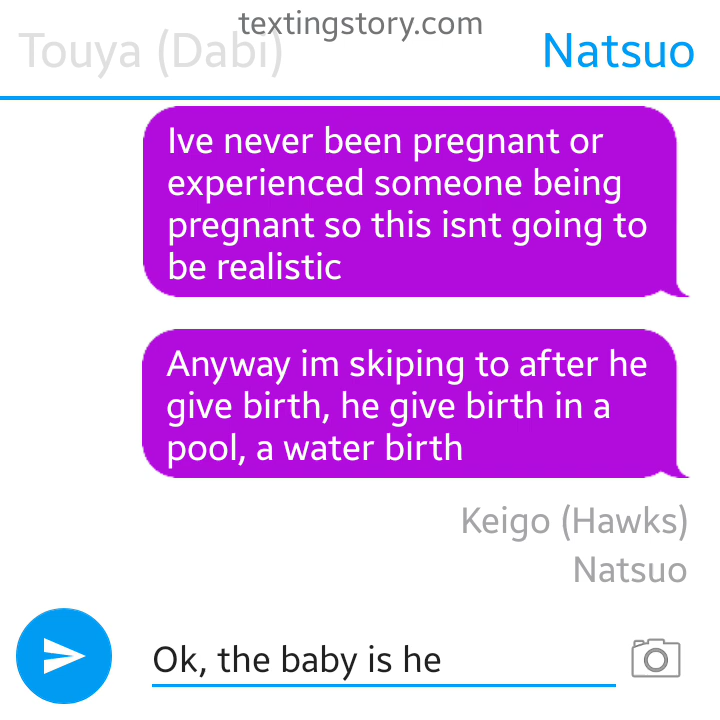 textingstory.com
Touya (Dabi)
Natsuo
Ive never been pregnant or
experienced someone being
pregnant so this isnt going to
be realistic
Anyway im skiping to after he
give birth, he give birth in a
pool, a water birth
Keigo (Hawks)
Natsuo
Ok, the baby is he